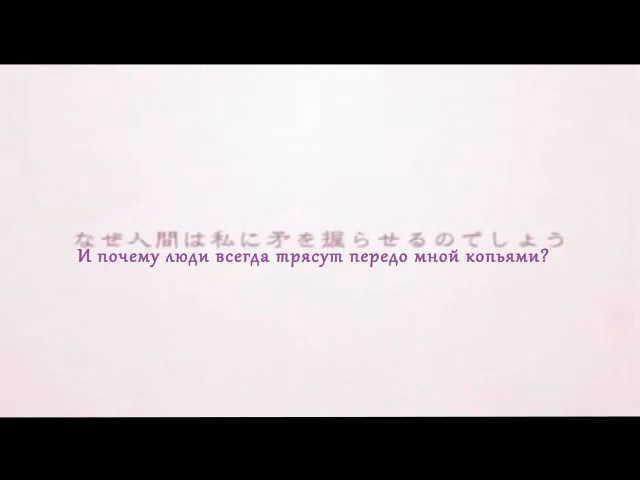 なぜ人間は私に矛を握らせるのでしょう
И почему люди всегда трясут передо мной копьями?